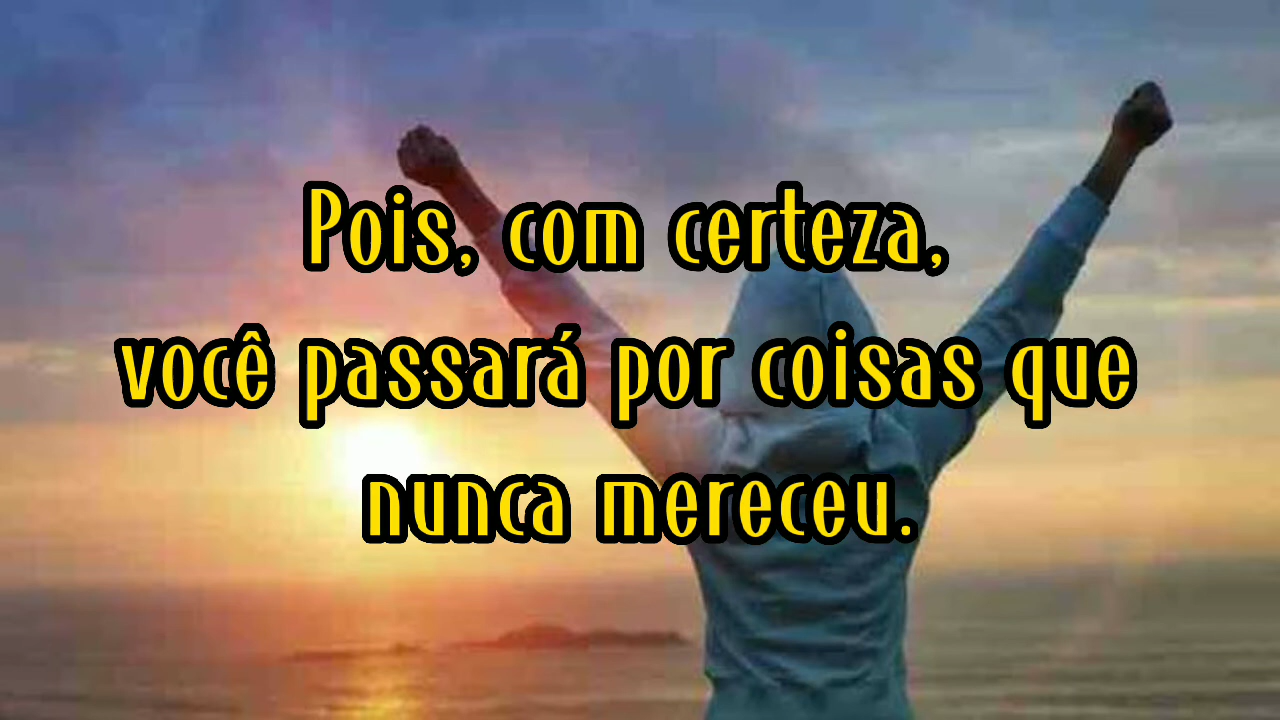 Pois, com certeza,
você passará por coisas que
nunca mereceu.